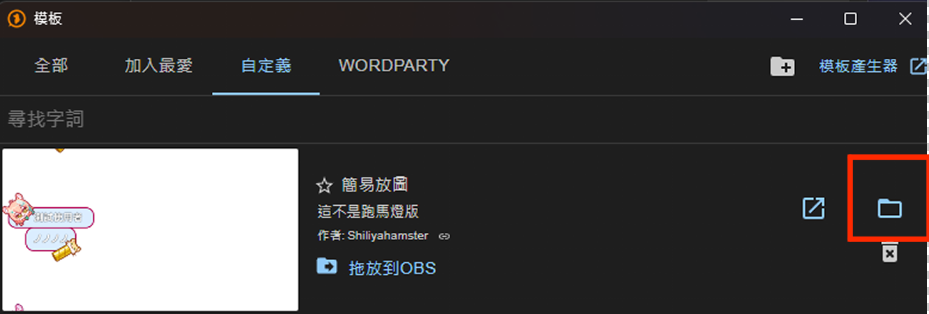 模板
全部 加入最愛 自定義 WORDPARTY 模板產生器
尋找字詞
簡易放圖
這不是跑馬燈版
作者: Shiliyahamster
拖放到OBS